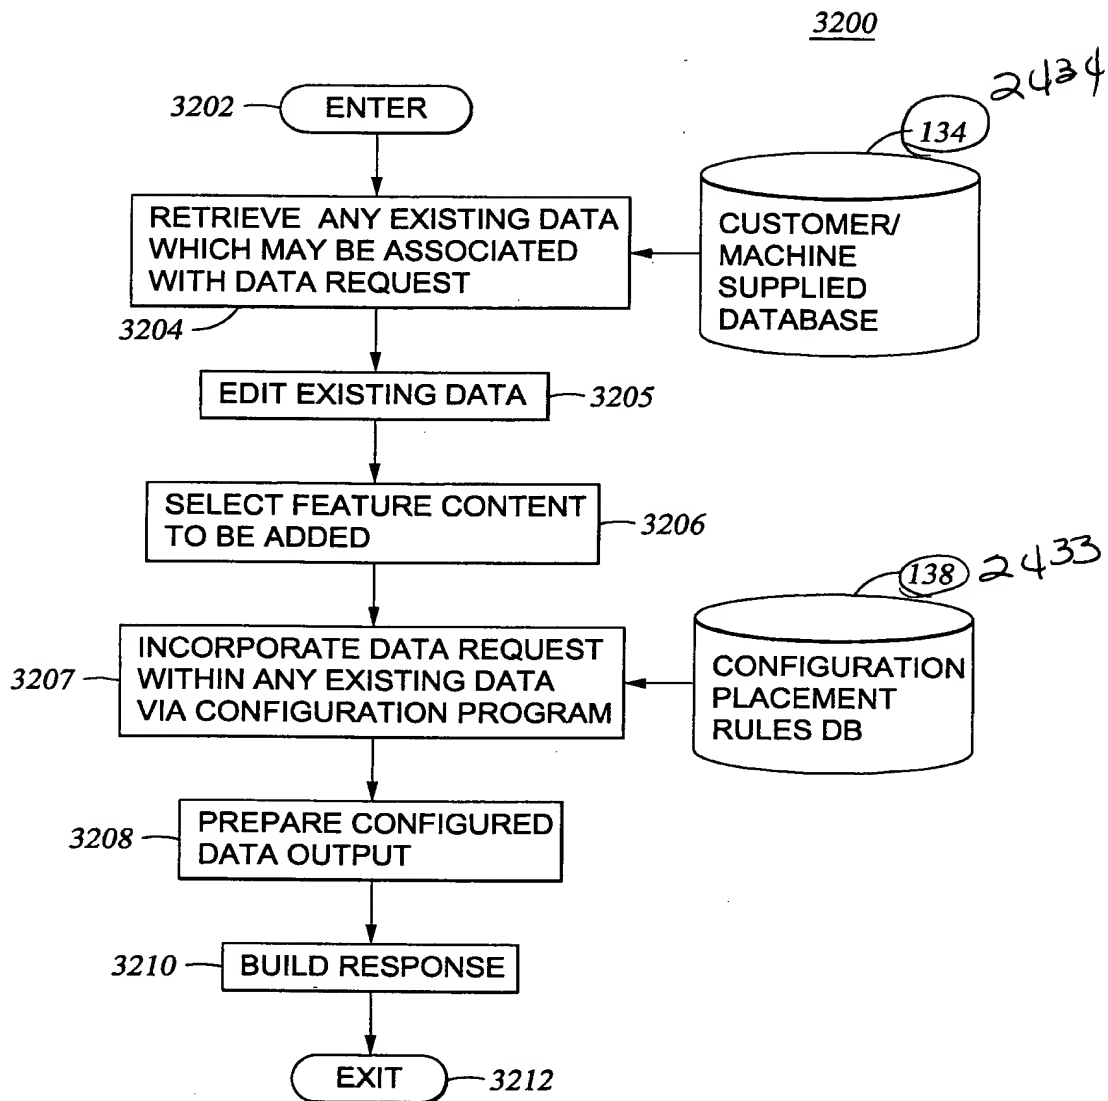 3200
2434
3202
ENTER
134
RETRIEVE ANY EXISTING DATA
WHICH MAY BE ASSOCIATED
WITH DATA REQUEST
3204
CUSTOMER/
MACHINE
SUPPLIED
DATABASE
EDIT EXISTING DATA
3205
SELECT FEATURE CONTENT
TO BE ADDED
3206
138
2433
3207
INCORPORATE DATA REQUEST
WITHIN ANY EXISTING DATA
VIA CONFIGURATION PROGRAM
CONFIGURATION
PLACEMENT
RULES DB
3208
PREPARE CONFIGURED
DATA OUTPUT
3210
BUILD RESPONSE
EXIT
3212